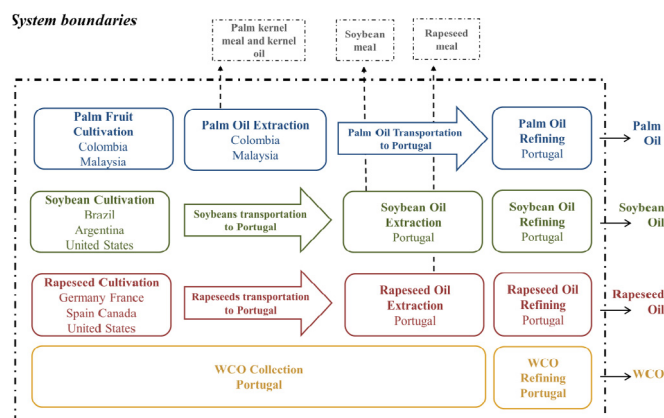 System boundaries
Palm kernel
meal and kernel
oil
Soybean
meal
Rapeseed
meal
Palm Fruit
Cultivation
Colombia
Malaysia
Palm Oil Extraction
Colombia
Malaysia
Palm Oil Transportation
to Portugal
Palm Oil
Refining
Portugal
Palm
Oil
Soybean Cultivation
Brazil
Argentina
United States
Soybeans transportation
to Portugal
Soybean Oil
Extraction
Portugal
Soybean Oil
Refining
Portugal
Soybean
Oil
Rapeseed Cultivation
Germany France
Spain Canada
United States
Rapeseeds transportation
to Portugal
Rapeseed Oil
Extraction
Portugal
Rapeseed Oil
Refining
Portugal
Rapeseed
Oil
WCO Collection
Portugal
WCO
Refining
Portugal
WCO